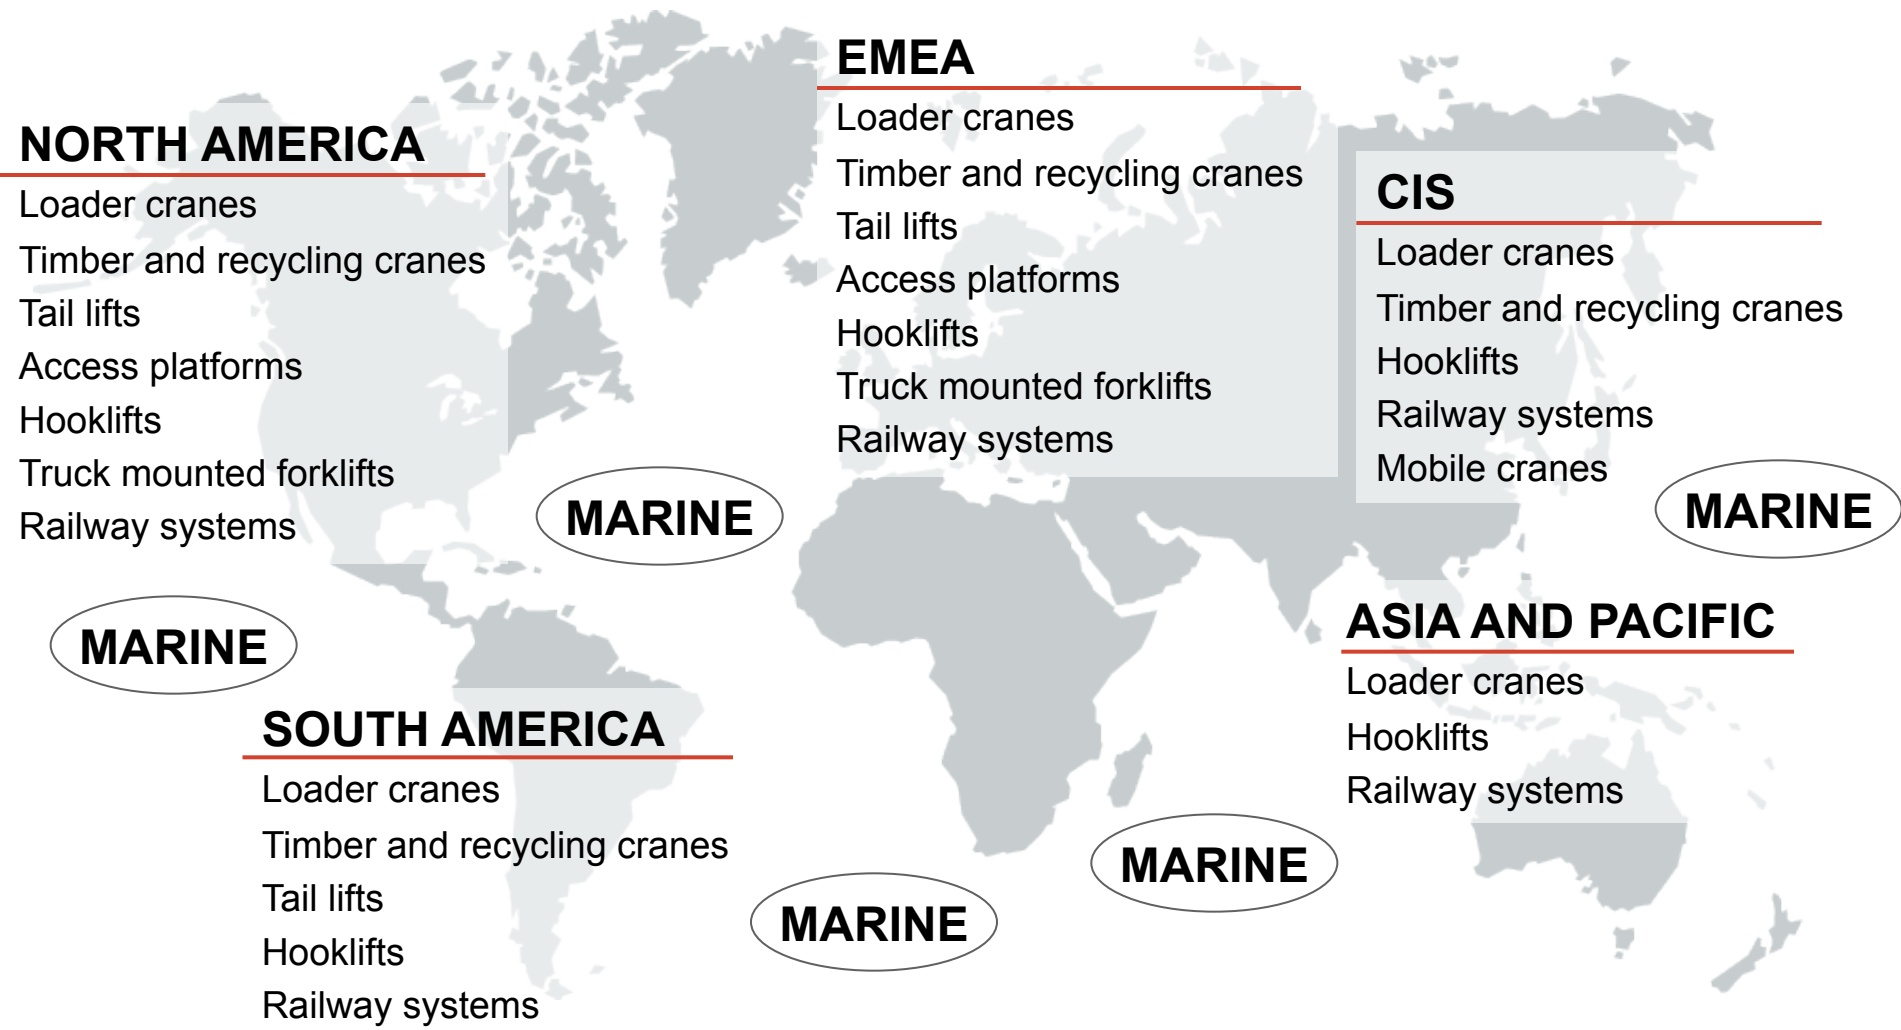 NORTH AMERICA
Loader cranes
Timber and recycling cranes
Tail lifts
Access platforms
Hooklifts
Truck mounted forklifts
Railway systems
EMEA
Loader cranes
Timber and recycling cranes
Tail lifts
Access platforms
Hooklifts
Truck mounted forklifts
Railway systems
CIS
Loader cranes
Timber and recycling cranes
Hooklifts
Railway systems
Mobile cranes
MARINE
MARINE
MARINE
SOUTH AMERICA
Loader cranes
Timber and recycling cranes
Tail lifts
Hooklifts
Railway systems
ASIA AND PACIFIC
Loader cranes
Hooklifts
Railway systems
MARINE
MARINE